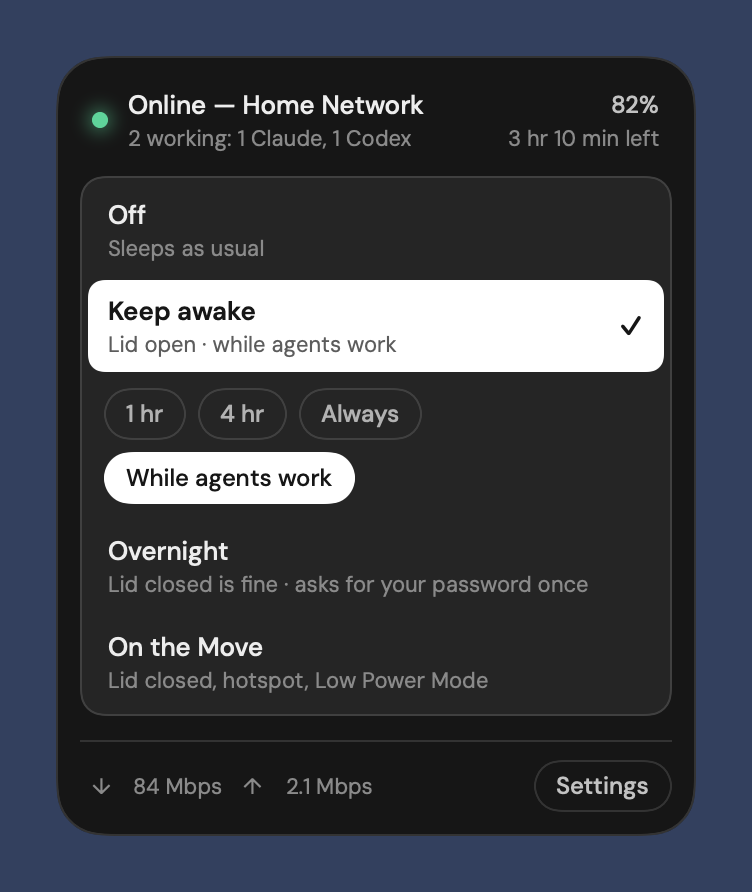 Online — Home Network
82%
2 working: 1 Claude, 1 Codex
3 hr 10 min left
Off
Sleeps as usual
Keep awake
Lid open · while agents work
1 hr
4 hr
Always
While agents work
Overnight
Lid closed is fine · asks for your password once
On the Move
Lid closed, hotspot, Low Power Mode
↓ 84 Mbps ↑ 2.1 Mbps
Settings